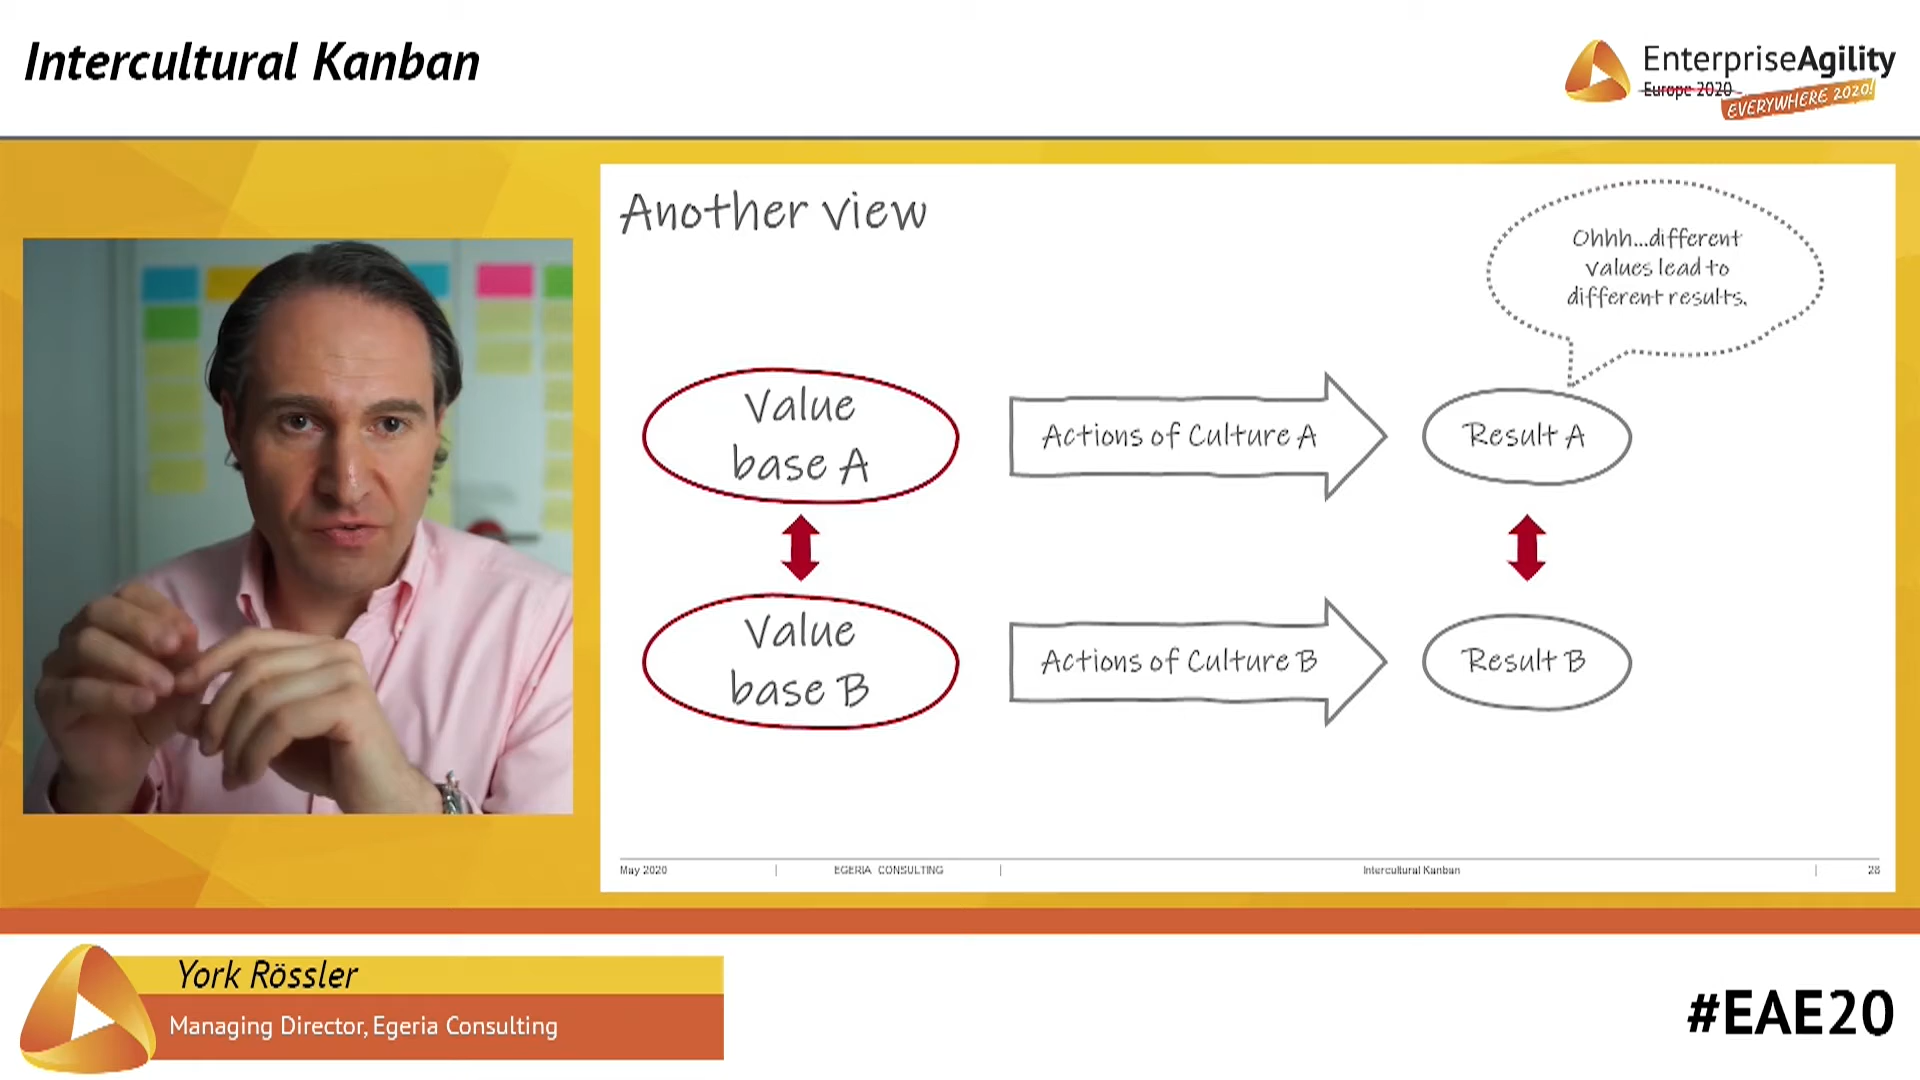 Intercultural Kanban
EnterpriseAgility
Europe 2020
EVERYWHERE 2020!
Another view
Ohhh...different
values lead to
different results.
Value
base A
Actions of Culture A
Result A
Value
base B
Actions of Culture B
Result B
May 2020 | EGERIA CONSULTING | Intercultural Kanban | 28
York Rössler
Managing Director, Egeria Consulting
#EAE20